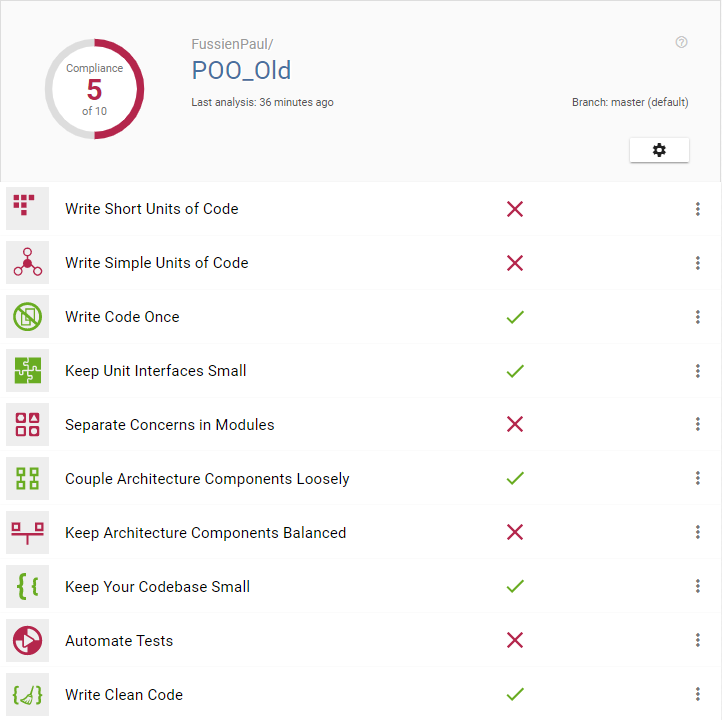 Compliance
5
of 10
FussienPaul/
POO_Old
Last analysis: 36 minutes ago
Branch: master (default)
Write Short Units of Code
Write Simple Units of Code
Write Code Once
Keep Unit Interfaces Small
Separate Concerns in Modules
Couple Architecture Components Loosely
Keep Architecture Components Balanced
Keep Your Codebase Small
Automate Tests
Write Clean Code